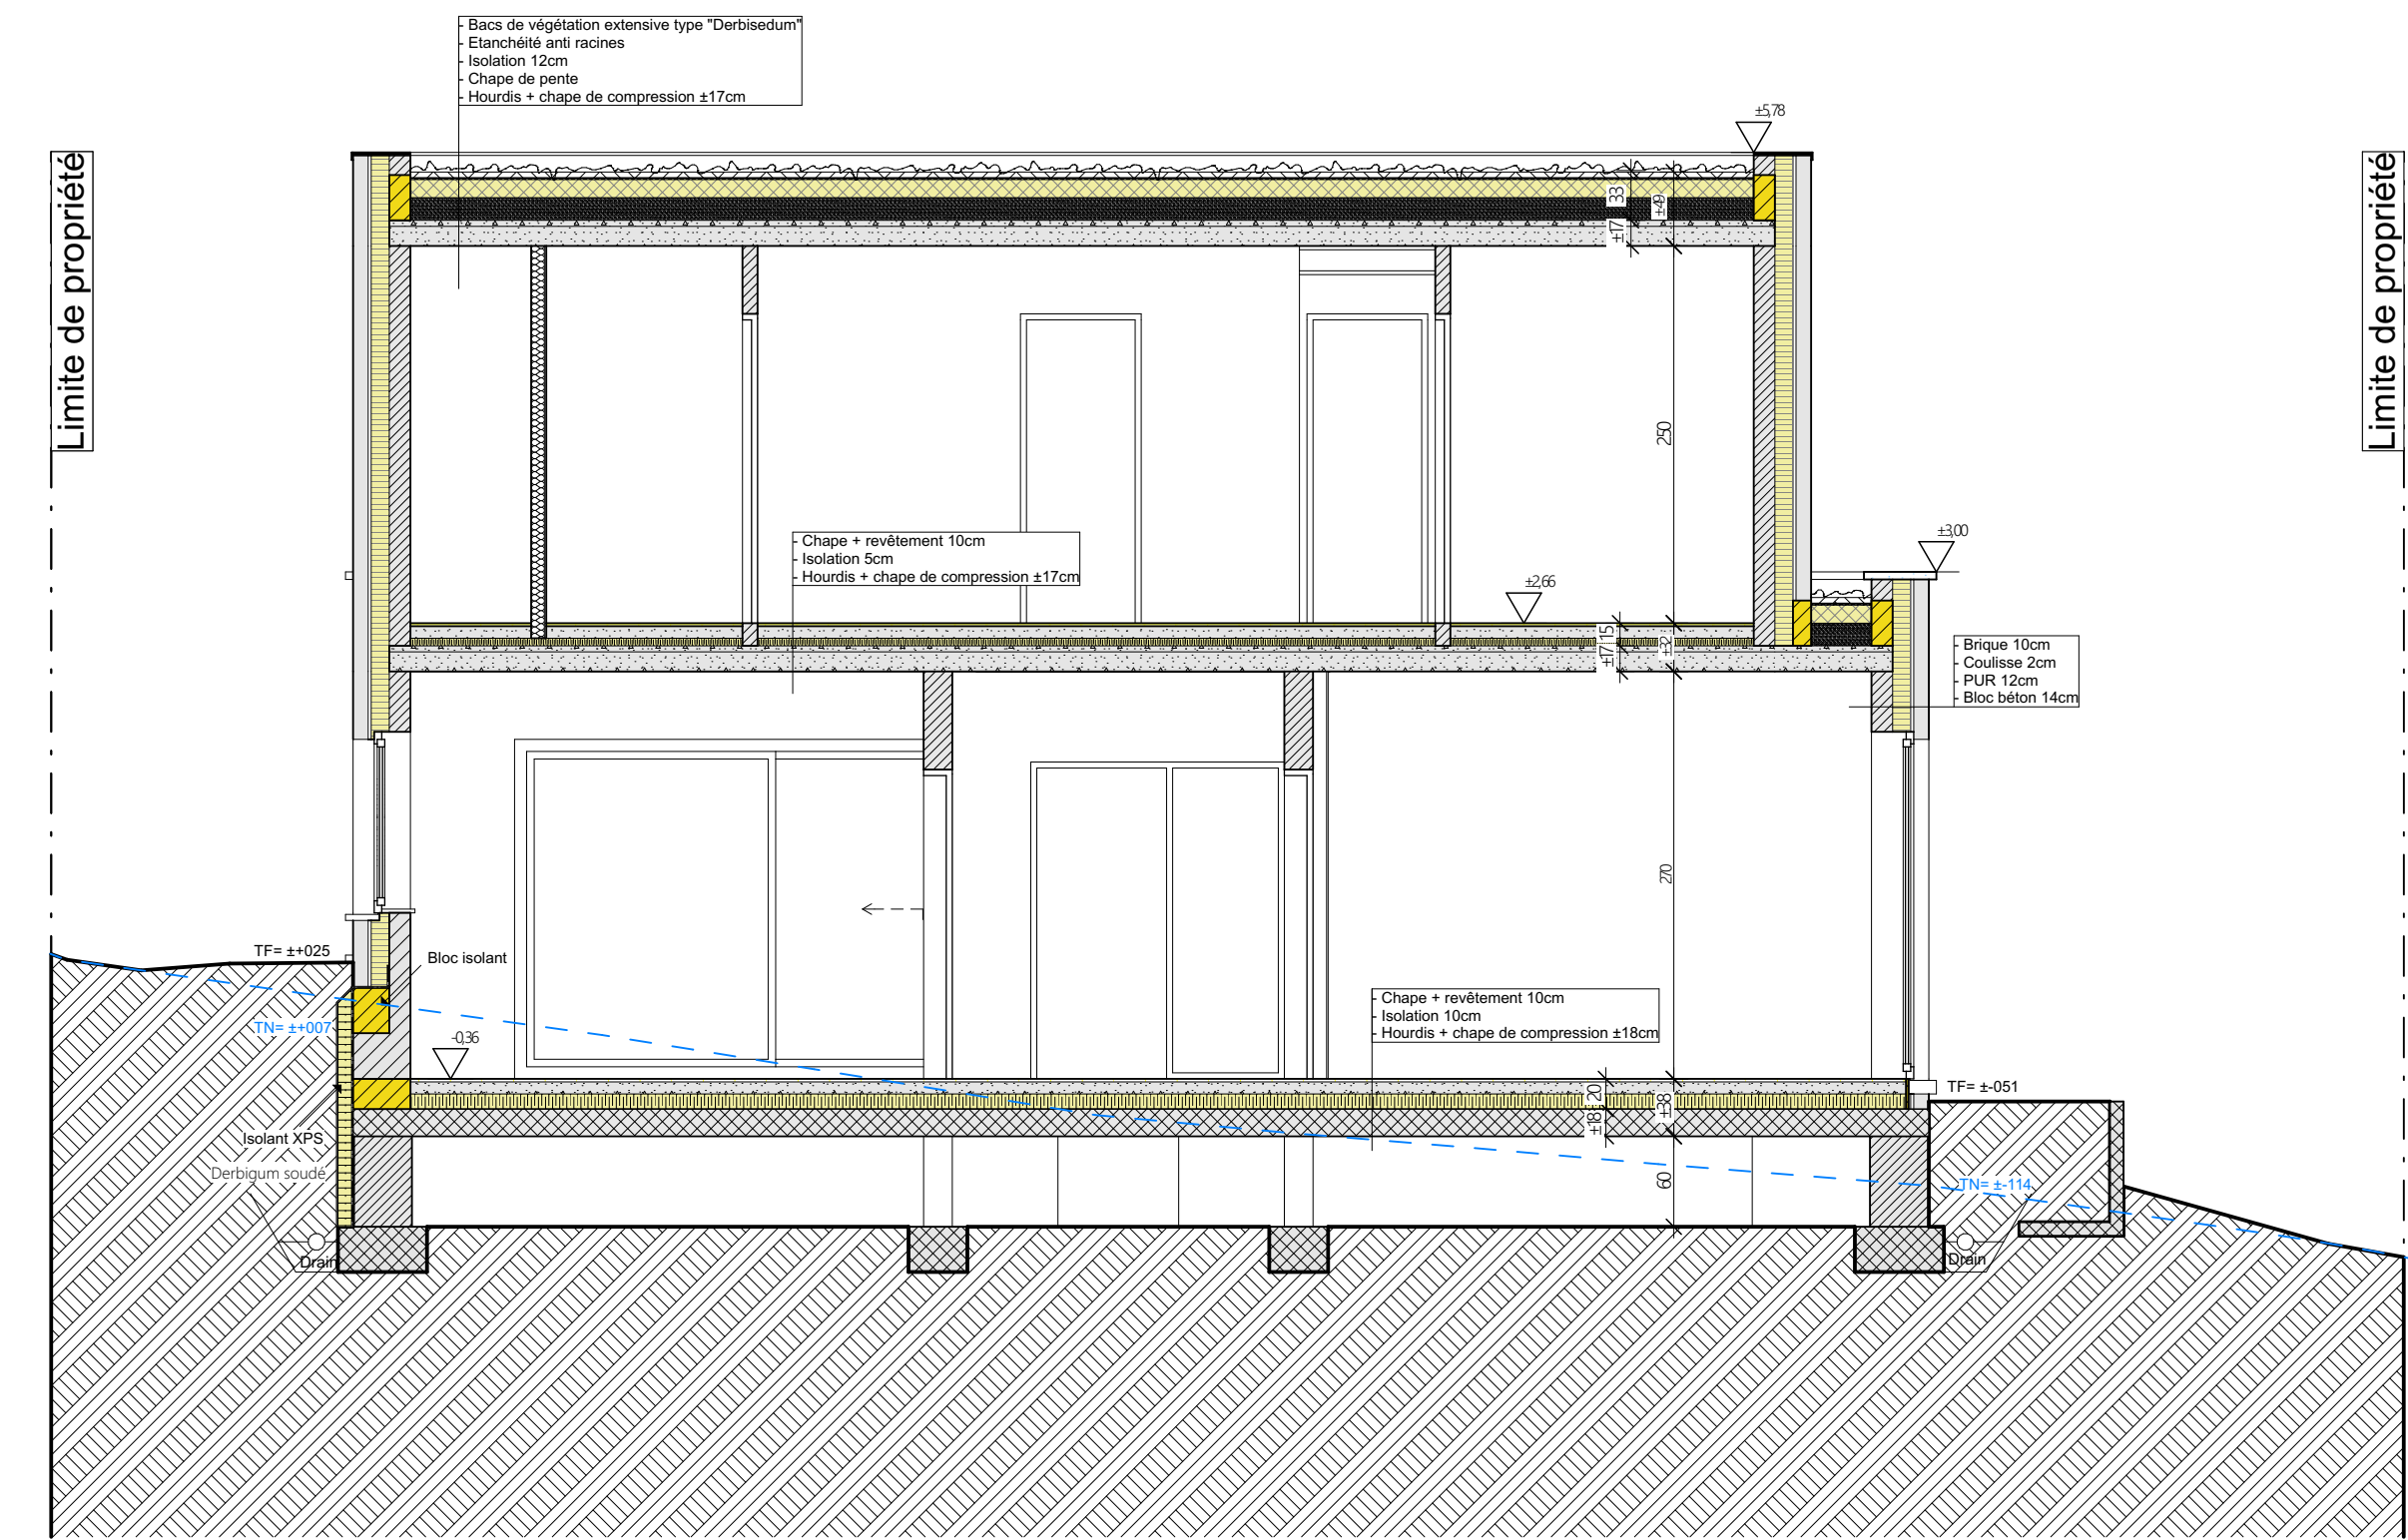 - Bacs de végétation extensive type "Derbisedum"
- Etanchéité anti racines
- Isolation 12cm
- Chape de pente
- Hourdis + chape de compression ±17cm
±5,78
Limite de propriété
Limite de propriété
33
±49
±17
250
- Chape + revêtement 10cm
- Isolation 5cm
- Hourdis + chape de compression ±17cm
±3,00
±2,66
15
±17
±32
- Brique 10cm
- Coulisse 2cm
- PUR 12cm
- Bloc béton 14cm
270
TF= ±+025
Bloc isolant
TN= ±+007
-0,36
- Chape + revêtement 10cm
- Isolation 10cm
- Hourdis + chape de compression ±18cm
TF= ±-051
20
±18
±38
Isolant XPS
Derbigum soudé
60
TN= ±-114
Drain
Drain